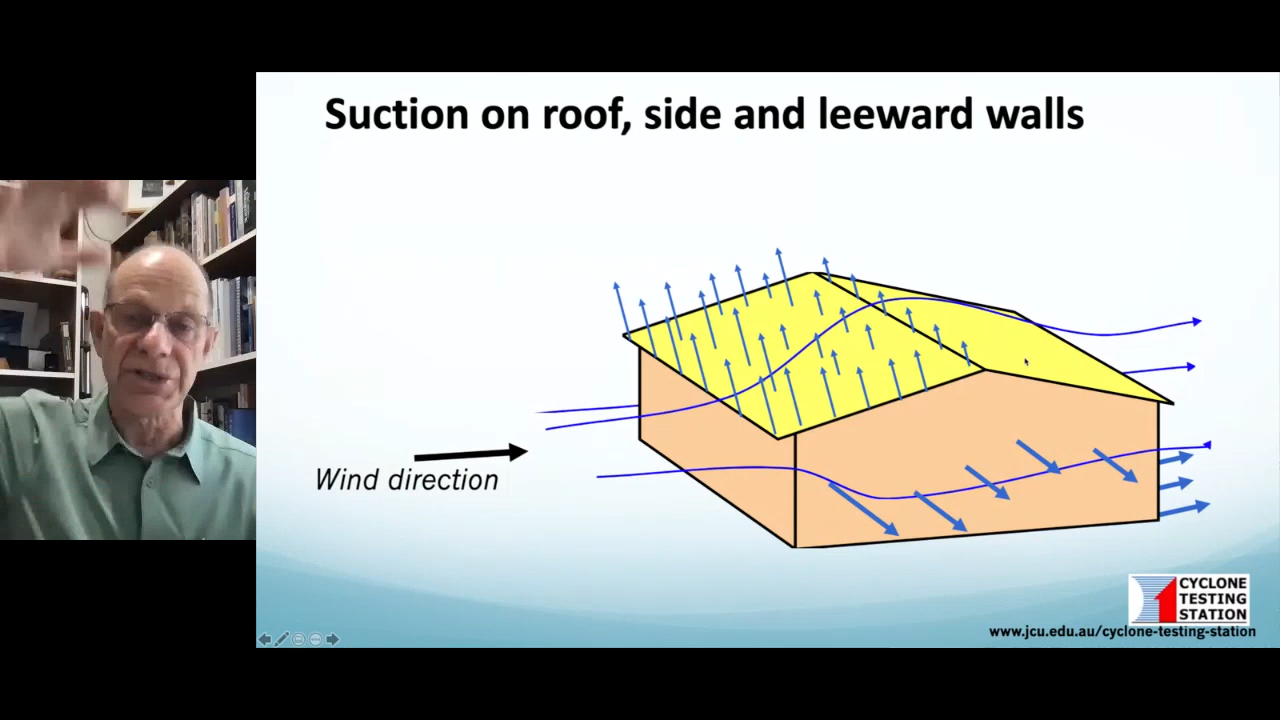 Suction on roof, side and leeward walls
Wind direction
CYCLONE
TESTING
STATION
www.jcu.edu.au/cyclone-testing-station